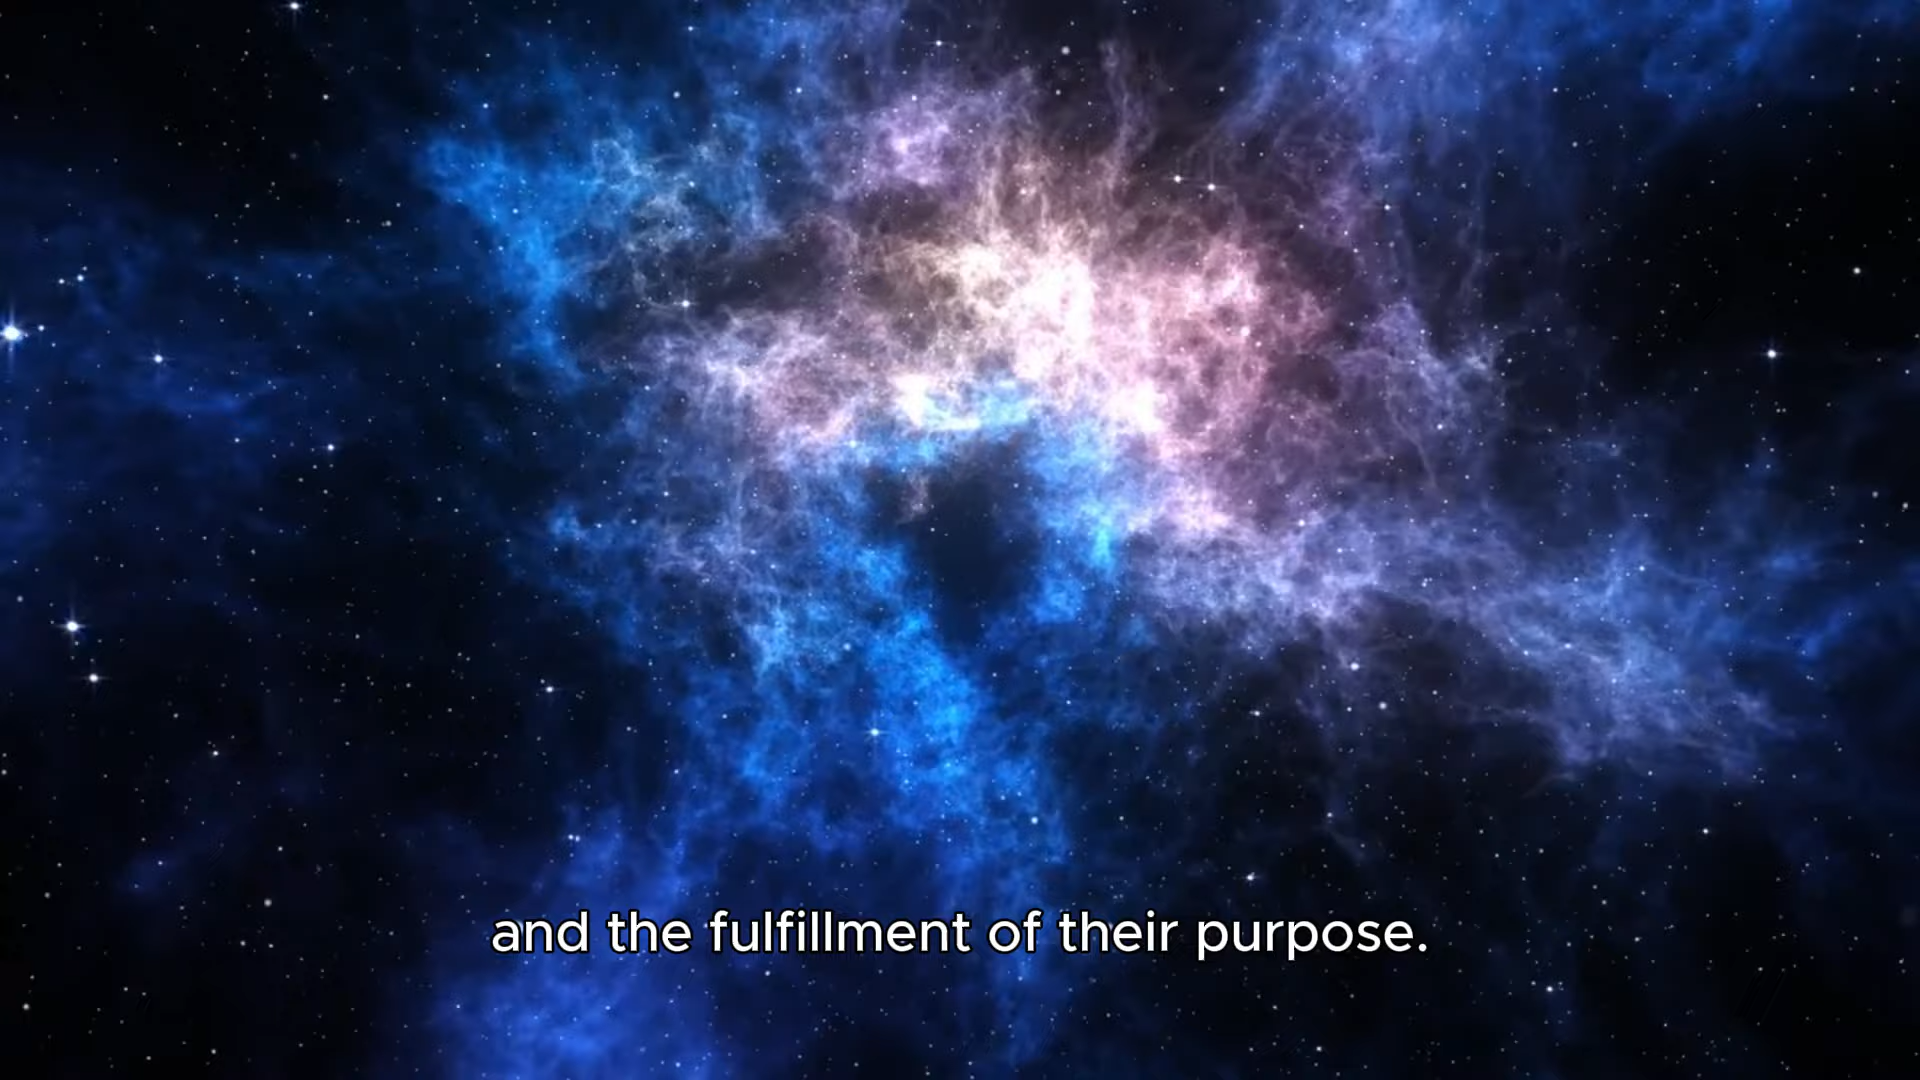 and the fulfillment of their purpose.